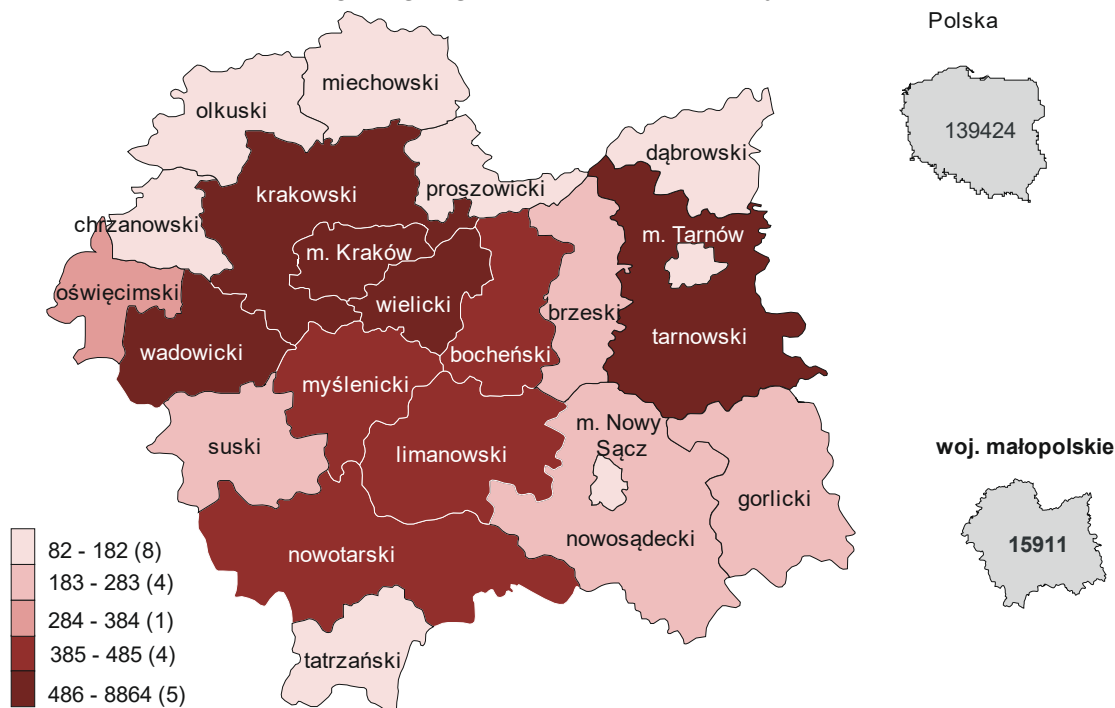 Polska
139424
miechowski
olkuski
dąbrowski
proszowicki
krakowski
chrzanowski
m. Tarnów
m. Kraków
oświęcimski
wielicki
brzeski
tarnowski
wadowicki
bocheński
myślenicki
m. Nowy
Sącz
suski
limanowski
woj. małopolskie
gorlicki
nowosądecki
15911
nowotarski
tatrzański
82 - 182 (8)
183 - 283 (4)
284 - 384 (1)
385 - 485 (4)
486 - 8864 (5)